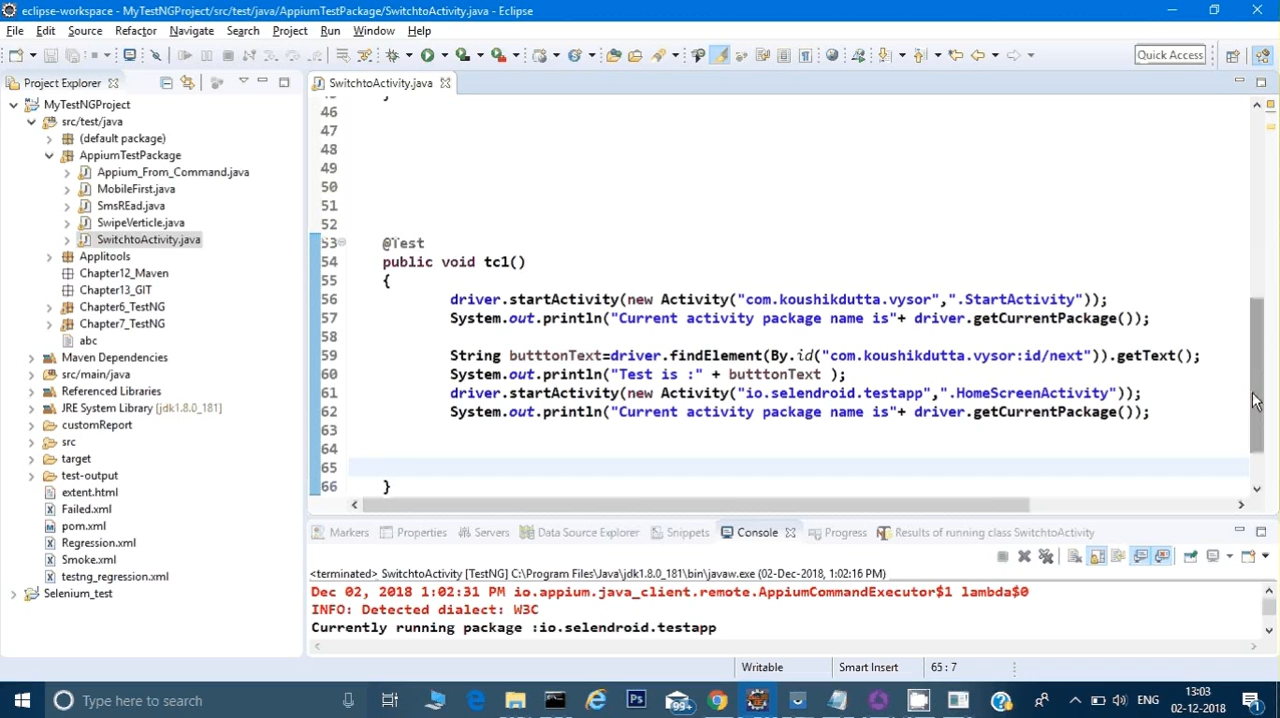 eclipse-workspace - MyTestNGProject/src/test/java/AppiumTestPackage/SwitchtoActivity.java - Eclipse
File Edit Source Refactor Navigate Search Project Run Window Help
Quick Access
Project Explorer
SwitchtoActivity.java
MyTestNGProject
src/test/java
(default package)
AppiumTestPackage
Appium_From_Command.java
MobileFirst.java
SmsREad.java
SwipeVerticle.java
SwitchtoActivity.java
Applitools
Chapter12_Maven
Chapter13_GIT
Chapter6_TestNG
Chapter7_TestNG
abc
Maven Dependencies
src/main/java
Referenced Libraries
JRE System Library [jdk1.8.0_181]
customReport
src
target
test-output
extent.html
Failed.xml
pom.xml
Regression.xml
Smoke.xml
testng_regression.xml
Selenium_test
46
47
48
49
50
51
52
53 @Test
54 public void tc1()
55 {
56 driver.startActivity(new Activity("com.koushikdutta.vysor",".StartActivity"));
57 System.out.println("Current activity package name is"+ driver.getCurrentPackage());
58
59 String butttonText=driver.findElement(By.id("com.koushikdutta.vysor:id/next")).getText();
60 System.out.println("Test is :" + butttonText );
61 driver.startActivity(new Activity("io.selendroid.testapp",".HomeScreenActivity"));
62 System.out.println("Current activity package name is"+ driver.getCurrentPackage());
63
64
65
66 }
Markers Properties Servers Data Source Explorer Snippets Console Progress Results of running class SwitchtoActivity
<terminated> SwitchtoActivity [TestNG] C:\Program Files\Java\jdk1.8.0_181\bin\javaw.exe (02-Dec-2018, 1:02:16 PM)
Dec 02, 2018 1:02:31 PM io.appium.java_client.remote.AppiumCommandExecutor$1 lambda$0
INFO: Detected dialect: W3C
Currently running package :io.selendroid.testapp
Writable Smart Insert 65 : 7
Type here to search
Ps
99+
ENG
13:03
02-12-2018
1